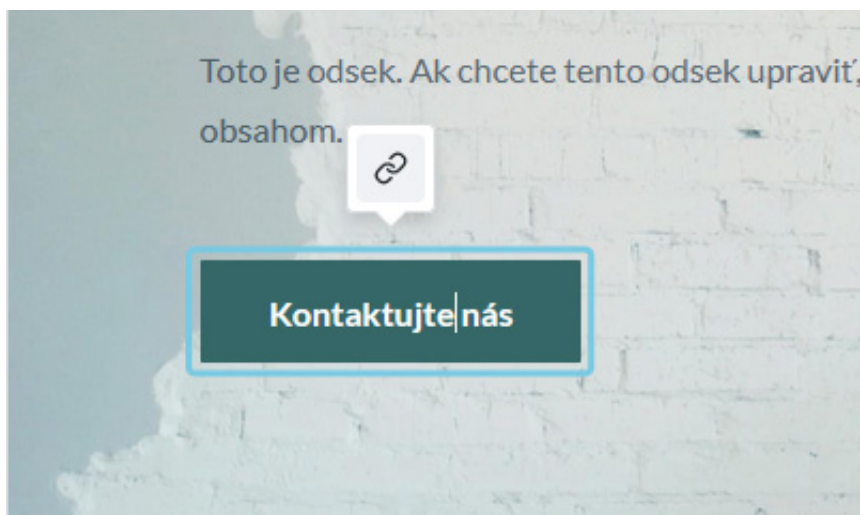 Toto je odsek. Ak chcete tento odsek upraviť,
obsahom.
Kontaktujte nás